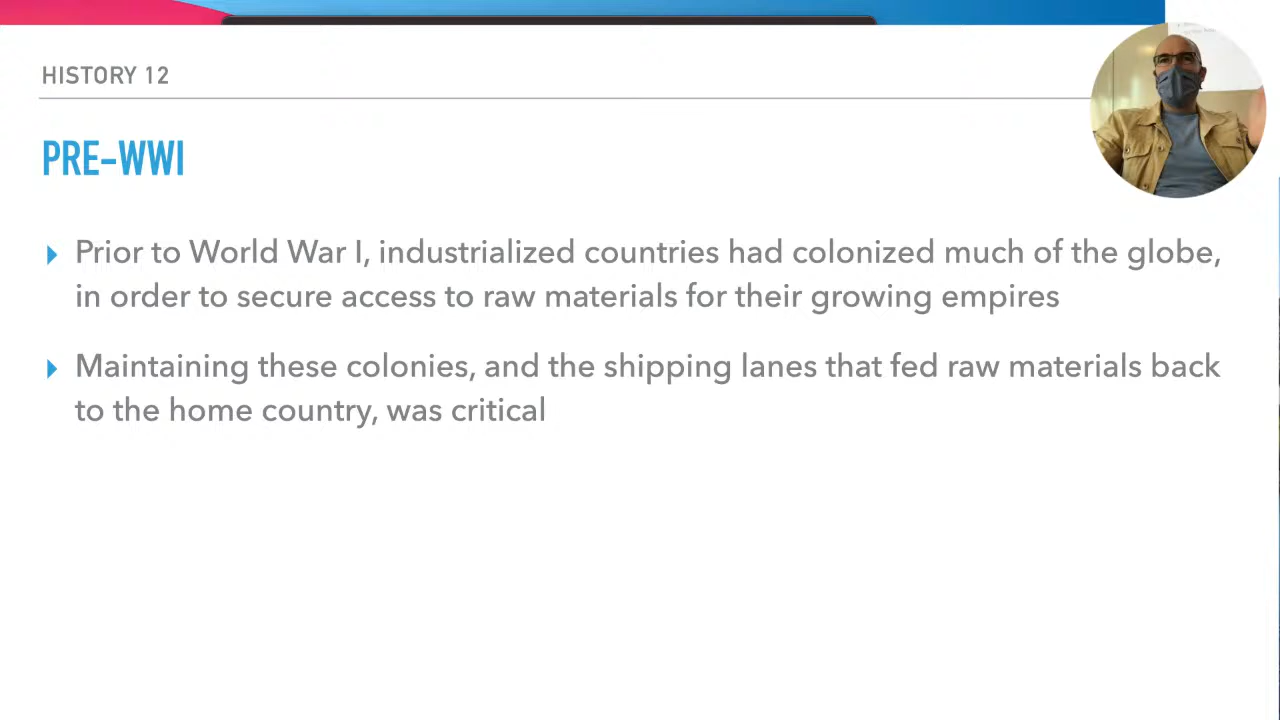 HISTORY 12
PRE–WWI
Prior to World War I, industrialized countries had colonized much of the globe,
in order to secure access to raw materials for their growing empires
Maintaining these colonies, and the shipping lanes that fed raw materials back
to the home country, was critical